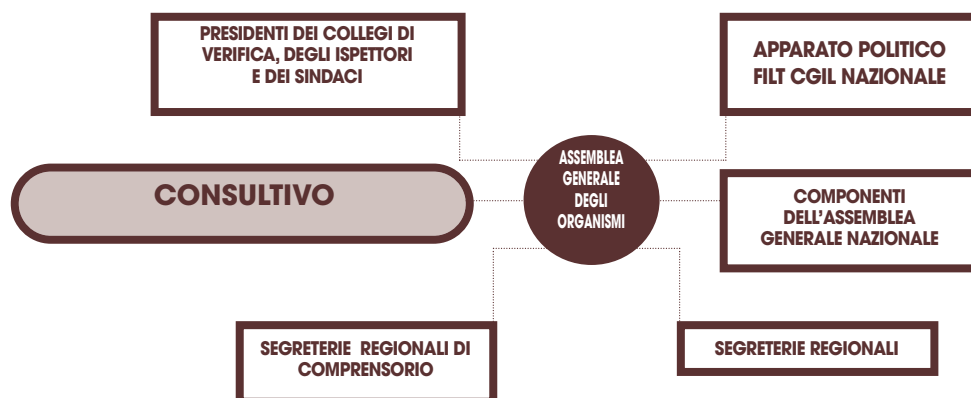 PRESIDENTI DEI COLLEGI DI
VERIFICA, DEGLI ISPETTORI
E DEI SINDACI
APPARATO POLITICO
FILT CGIL NAZIONALE
CONSULTIVO
ASSEMBLEA
GENERALE
DEGLI
ORGANISMI
COMPONENTI
DELL'ASSEMBLEA
GENERALE NAZIONALE
SEGRETERIE REGIONALI DI
COMPRENSORIO
SEGRETERIE REGIONALI